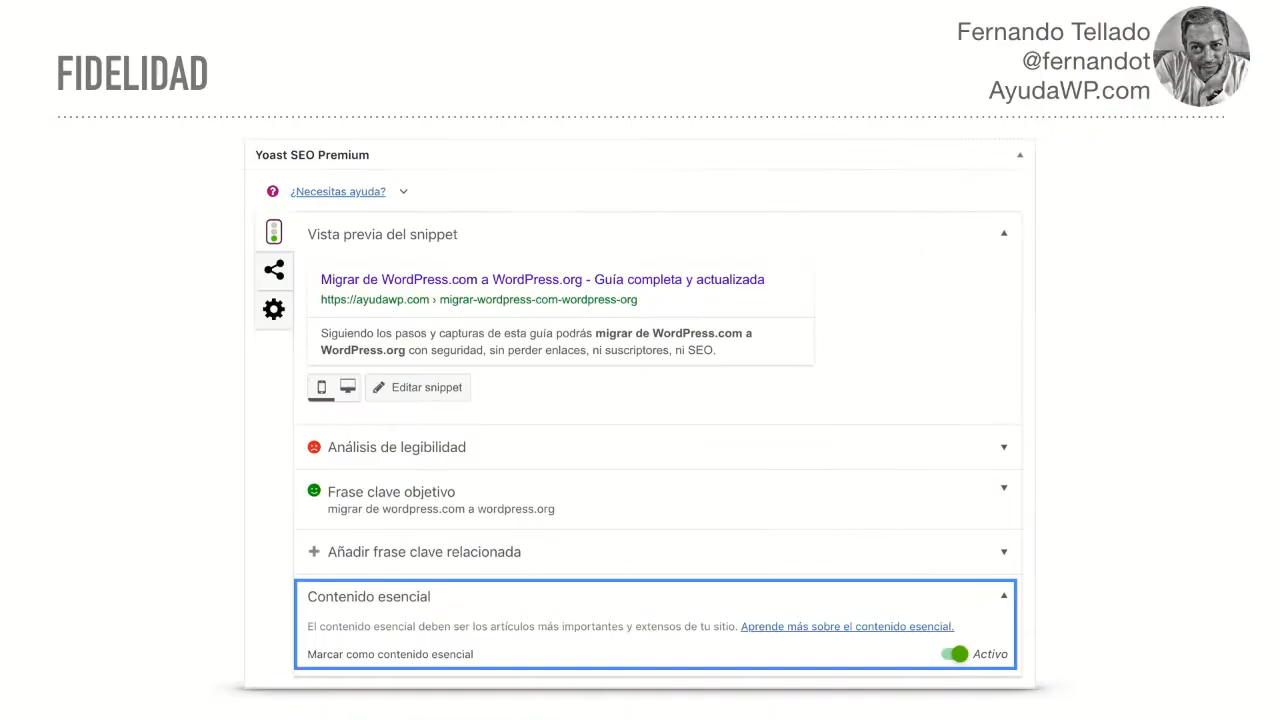 FIDELIDAD
Fernando Tellado
@fernandot
AyudaWP.com
Yoast SEO Premium
¿Necesitas ayuda?
Vista previa del snippet
Migrar de WordPress.com a WordPress.org - Guía completa y actualizada
https://ayudawp.com › migrar-wordpress-com-wordpress-org
Siguiendo los pasos y capturas de esta guía podrás migrar de WordPress.com a
WordPress.org con seguridad, sin perder enlaces, ni suscriptores, ni SEO.
Editar snippet
Análisis de legibilidad
Frase clave objetivo
migrar de wordpress.com a wordpress.org
Añadir frase clave relacionada
Contenido esencial
El contenido esencial deben ser los artículos más importantes y extensos de tu sitio. Aprende más sobre el contenido esencial.
Marcar como contenido esencial Activo